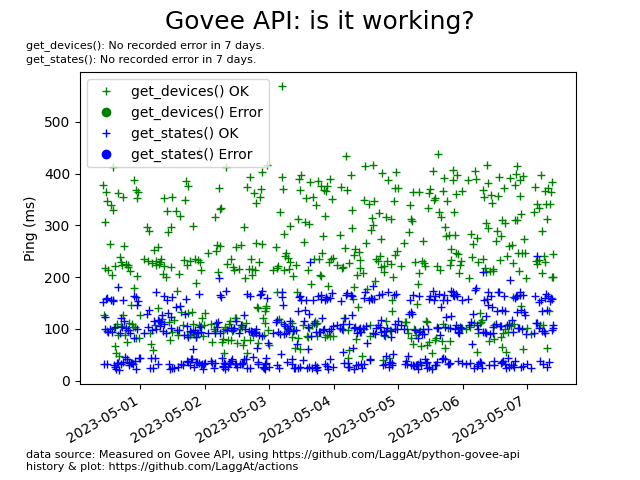 Govee API: is it working?
get_devices(): No recorded error in 7 days.
get_states(): No recorded error in 7 days.
get_devices() OK
get_devices() Error
get_states() OK
get_states() Error
Ping (ms)
500
400
300
200
100
0
2023-05-01
2023-05-02
2023-05-03
2023-05-04
2023-05-05
2023-05-06
2023-05-07
data source: Measured on Govee API, using https://github.com/LaggAt/python-govee-api
history & plot: https://github.com/LaggAt/actions